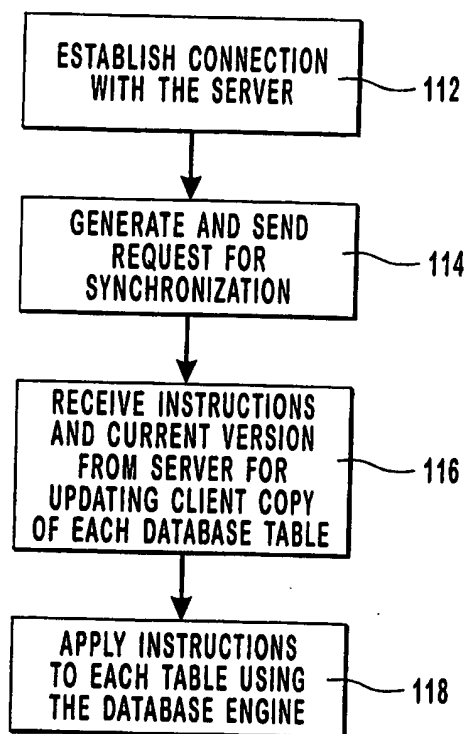 ESTABLISH CONNECTION
WITH THE SERVER
112
GENERATE AND SEND
REQUEST FOR
SYNCHRONIZATION
114
RECEIVE INSTRUCTIONS
AND CURRENT VERSION
FROM SERVER FOR
UPDATING CLIENT COPY
OF EACH DATABASE TABLE
116
APPLY INSTRUCTIONS
TO EACH TABLE USING
THE DATABASE ENGINE
118